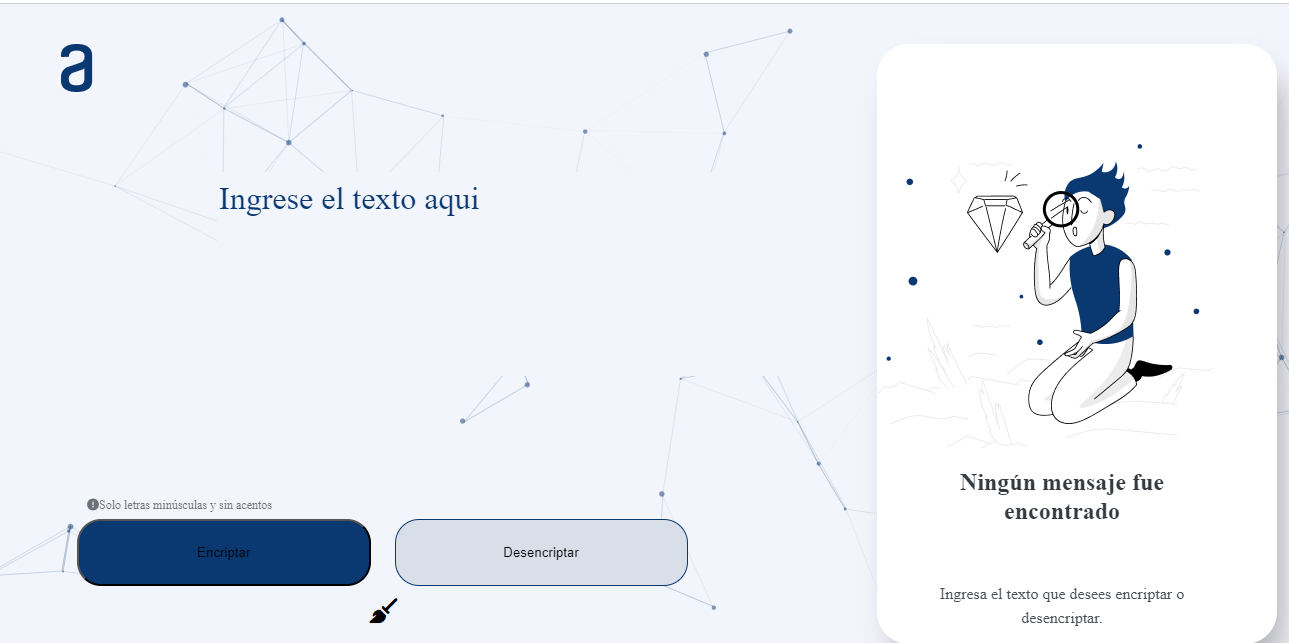 a
Ingrese el texto aqui
Solo letras minúsculas y sin acentos
Encriptar
Desencriptar
Ningún mensaje fue
encontrado
Ingresa el texto que desees encriptar o
desencriptar.